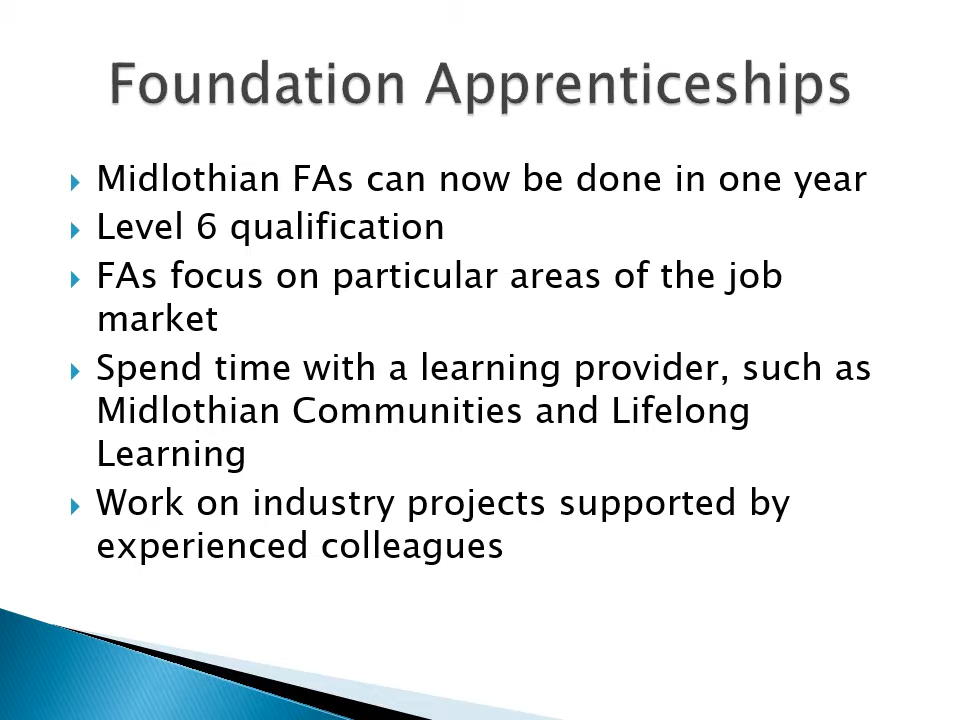 Foundation Apprenticeships
Midlothian FAs can now be done in one year
Level 6 qualification
FAs focus on particular areas of the job
market
Spend time with a learning provider, such as
Midlothian Communities and Lifelong
Learning
Work on industry projects supported by
experienced colleagues